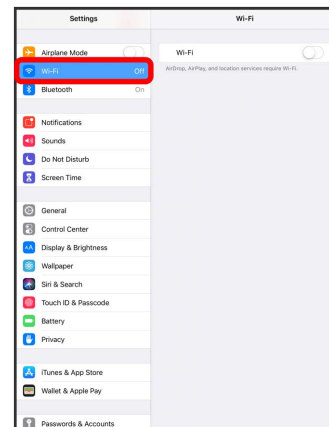 Settings
Airplane Mode
Wi-Fi Off
Bluetooth On
Notifications
Sounds
Do Not Disturb
Screen Time
General
Control Center
AA Display & Brightness
Wallpaper
Siri & Search
Touch ID & Passcode
Battery
Privacy
iTunes & App Store
Wallet & Apple Pay
Passwords & Accounts
Wi-Fi
Wi-Fi
AirDrop, AirPlay, and location services require Wi-Fi.